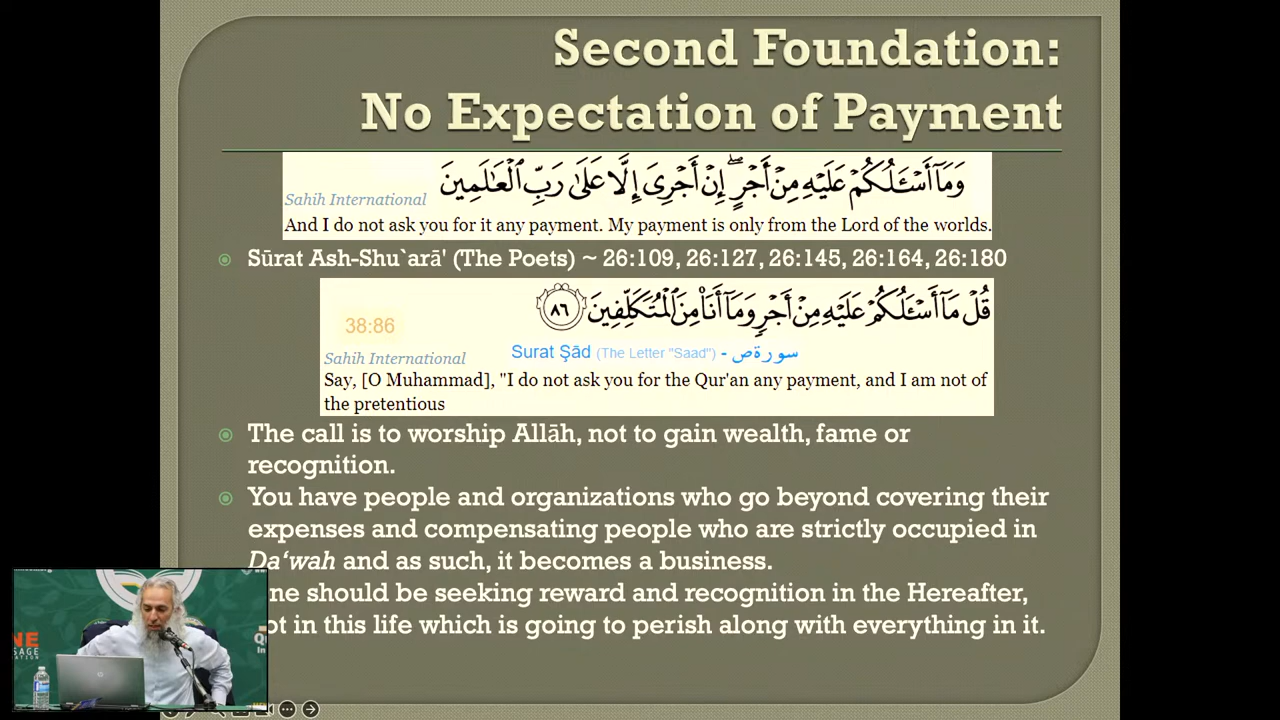 Second Foundation:
No Expectation of Payment
وَمَآ أَسْـَٔلُكُمْ عَلَيْهِ مِنْ أَجْرٍ ۖ إِنْ أَجْرِىَ إِلَّا عَلَىٰ رَبِّ ٱلْعَـٰلَمِينَ
Sahih International
And I do not ask you for it any payment. My payment is only from the Lord of the worlds.
Sūrat Ash-Shu`arā' (The Poets) ~ 26:109, 26:127, 26:145, 26:164, 26:180
قُلْ مَآ أَسْـَٔلُكُمْ عَلَيْهِ مِنْ أَجْرٍ وَمَآ أَنَا۠ مِنَ ٱلْمُتَكَلِّفِينَ ٨٦
38:86
Surat Şād (The Letter "Saad") - سورة ص
Sahih International
Say, [O Muhammad], "I do not ask you for the Qur'an any payment, and I am not of
the pretentious
The call is to worship Allāh, not to gain wealth, fame or
recognition.
You have people and organizations who go beyond covering their
expenses and compensating people who are strictly occupied in
Da‘wah and as such, it becomes a business.
ne should be seeking reward and recognition in the Hereafter,
ot in this life which is going to perish along with everything in it.
NE
SAGE